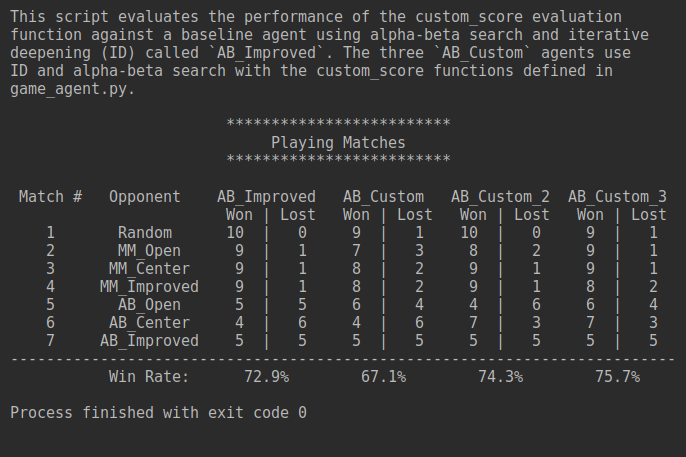 This script evaluates the performance of the custom_score evaluation
function against a baseline agent using alpha-beta search and iterative
deepening (ID) called `AB_Improved`. The three `AB_Custom` agents use
ID and alpha-beta search with the custom_score functions defined in
game_agent.py.
*************************
Playing Matches
*************************
Match #   Opponent    AB_Improved   AB_Custom   AB_Custom_2  AB_Custom_3
Won | Lost   Won | Lost   Won | Lost   Won | Lost
1       Random      10  |   0     9  |   1    10  |   0     9  |   1
2       MM_Open      9  |   1     7  |   3     8  |   2     9  |   1
3      MM_Center     9  |   1     8  |   2     9  |   1     9  |   1
4     MM_Improved    9  |   1     8  |   2     9  |   1     8  |   2
5       AB_Open      5  |   5     6  |   4     4  |   6     6  |   4
6      AB_Center     4  |   6     4  |   6     7  |   3     7  |   3
7     AB_Improved    5  |   5     5  |   5     5  |   5     5  |   5
--------------------------------------------------------------------------
Win Rate:      72.9%        67.1%        74.3%        75.7%
Process finished with exit code 0